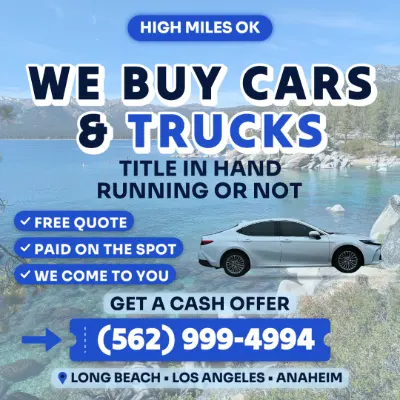 HIGH MILES OK
WE BUY CARS
& TRUCKS
TITLE IN HAND
RUNNING OR NOT
FREE QUOTE
PAID ON THE SPOT
WE COME TO YOU
GET A CASH OFFER
(562) 999-4994
LONG BEACH • LOS ANGELES • ANAHEIM